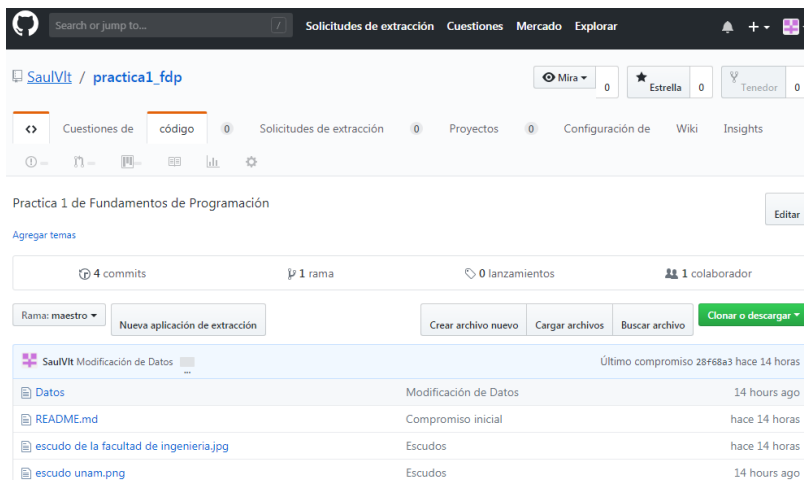 Search or jump to... / Solicitudes de extracción Cuestiones Mercado Explorar
SaulVlt / practica1_fdp Mira 0 Estrella 0 Tenedor 0
<> Cuestiones de código 0 Solicitudes de extracción 0 Proyectos 0 Configuración de Wiki Insights
Practica 1 de Fundamentos de Programación
Editar
Agregar temas
4 commits 1 rama 0 lanzamientos 1 colaborador
Rama: maestro Nueva aplicación de extracción Crear archivo nuevo Cargar archivos Buscar archivo Clonar o descargar
SaulVlt Modificación de Datos ... Último compromiso 28f68a3 hace 14 horas
Datos Modificación de Datos 14 hours ago
README.md Compromiso inicial hace 14 horas
escudo de la facultad de ingenieria.jpg Escudos hace 14 horas
escudo unam.png Escudos 14 hours ago